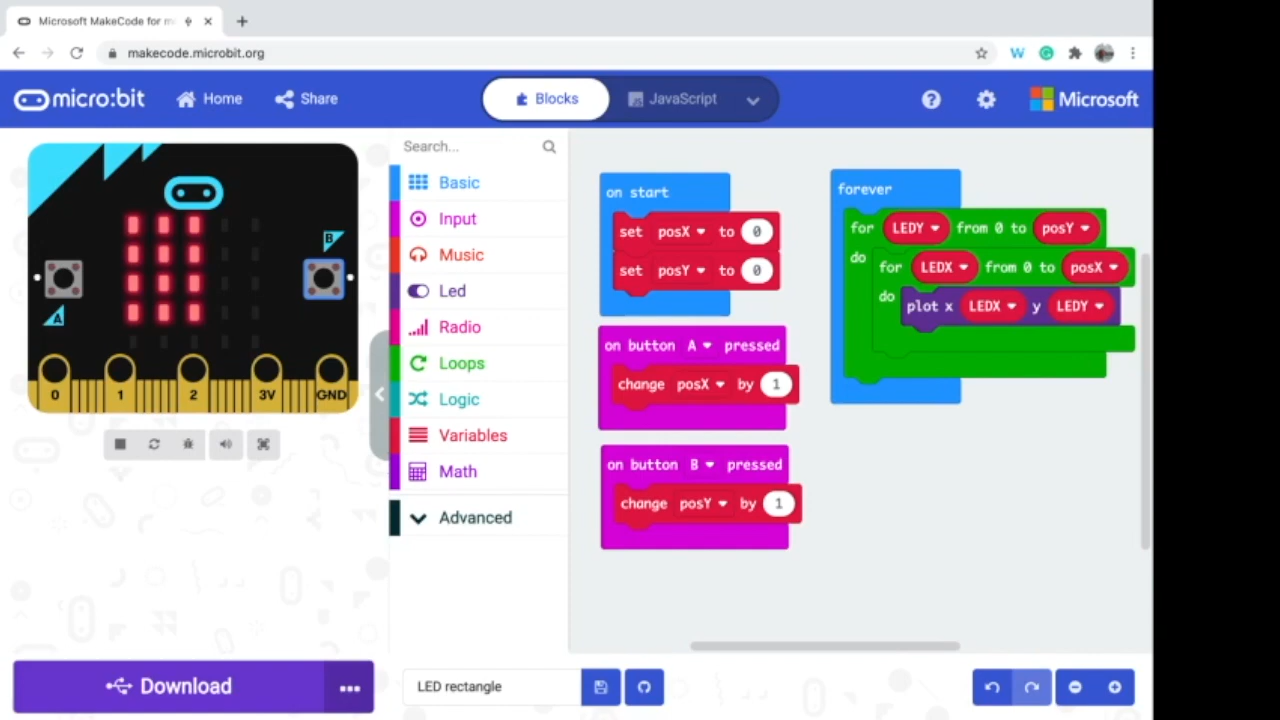 Microsoft MakeCode for mi
makecode.microbit.org
W
micro:bit
Home
Share
Blocks
JavaScript
?
Microsoft
B
A
0 1 2 3V GND
Download
...
Search...
Basic
Input
Music
Led
Radio
Loops
Logic
Variables
Math
Advanced
on start
set posX to 0
set posY to 0
on button A pressed
change posX by 1
on button B pressed
change posY by 1
forever
for LEDY from 0 to posY
do
for LEDX from 0 to posX
do
plot x LEDX y LEDY
LED rectangle